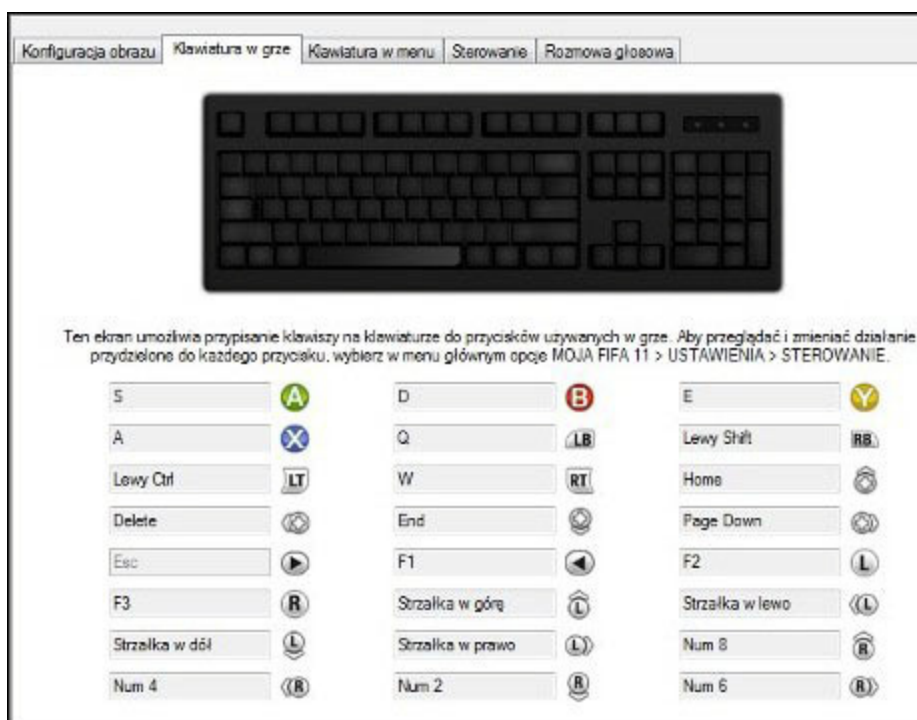 Konfiguracja obrazu Klawiatura w grze Klawiatura w menu Sterowanie Rozmowa głosowa
Ten ekran umożliwia przypisanie klawiszy na klawiaturze do przycisków używanych w grze. Aby przeglądać i zmieniać działanie
przydzielone do każdego przycisku, wybierz w menu głównym opcje MOJA FIFA 11 > USTAWIENIA > STEROWANIE.
S A D B E Y
A X Q LB Lewy Shift RB
Lewy Ctrl LT W RT Home
Delete End Page Down
Esc F1 F2 L
F3 R Strzałka w górę L Strzałka w lewo L
Strzałka w dół L Strzałka w prawo L Num 8 R
Num 4 R Num 2 R Num 6 R